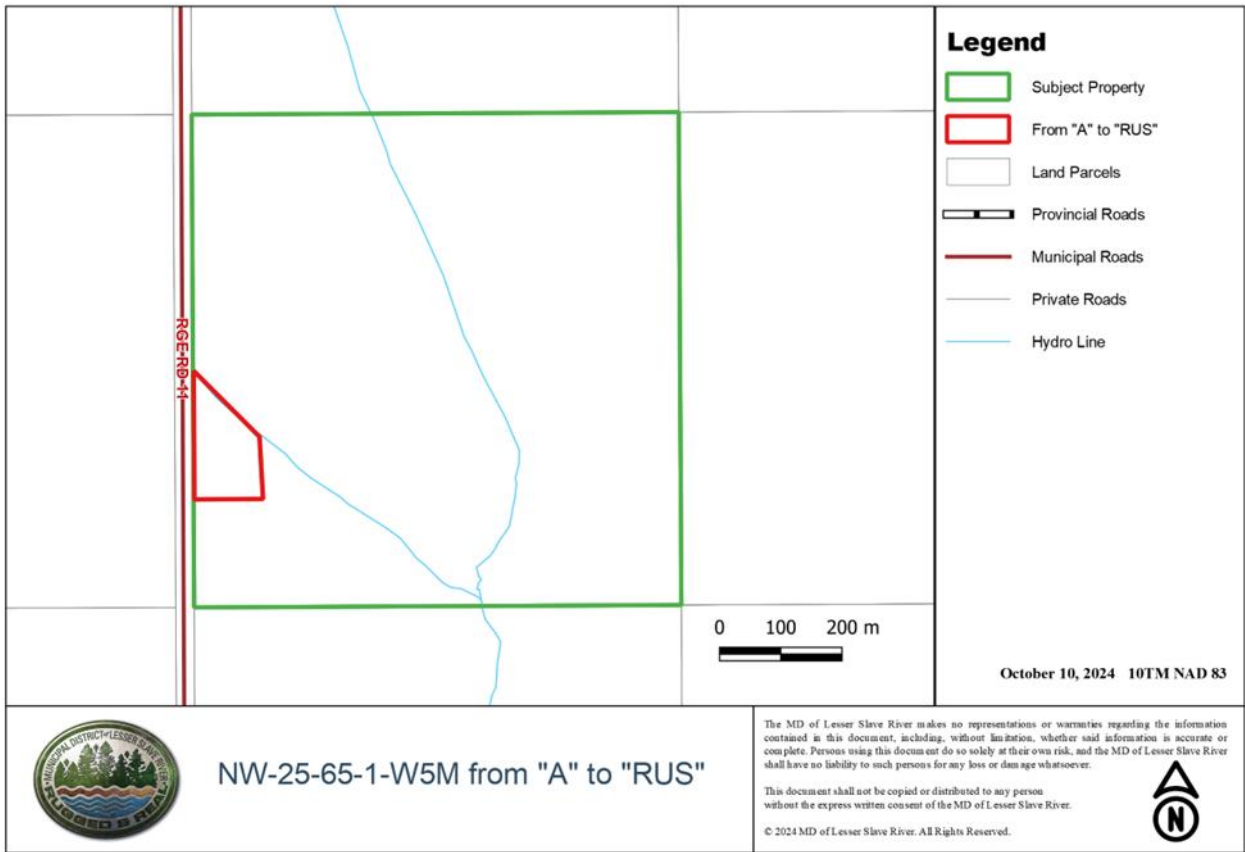 RGE-RD-11
Legend
Subject Property
From "A" to "RUS"
Land Parcels
Provincial Roads
Municipal Roads
Private Roads
Hydro Line
0 100 200 m
October 10, 2024 10TM NAD 83
MUNICIPAL DISTRICT of LESSER SLAVE RIVER
RUGGED & REAL
NW-25-65-1-W5M from "A" to "RUS"
The MD of Lesser Slave River makes no representations or warranties regarding the information
contained in this document, including, without limitation, whether said information is accurate or
complete. Persons using this document do so solely at their own risk, and the MD of Lesser Slave River
shall have no liability to such persons for any loss or damage whatsoever.
This document shall not be copied or distributed to any person
without the express written consent of the MD of Lesser Slave River.
© 2024 MD of Lesser Slave River. All Rights Reserved.
N